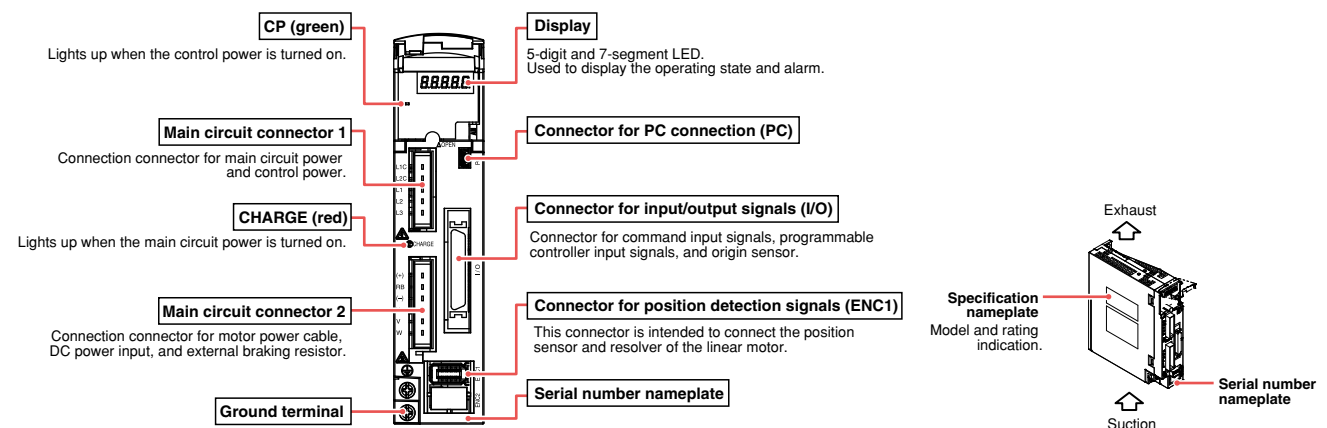 CP (green)
Lights up when the control power is turned on.
Main circuit connector 1
Connection connector for main circuit power
and control power.
CHARGE (red)
Lights up when the main circuit power is turned on.
Main circuit connector 2
Connection connector for motor power cable,
DC power input, and external braking resistor.
Ground terminal
OPEN
L1C
L2C
L1
L2
L3
CHARGE
(+)
RB
(–)
V
W
I/O
ENC2
Display
5-digit and 7-segment LED.
Used to display the operating state and alarm.
Connector for PC connection (PC)
Connector for input/output signals (I/O)
Connector for command input signals, programmable
controller input signals, and origin sensor.
Connector for position detection signals (ENC1)
This connector is intended to connect the position
sensor and resolver of the linear motor.
Serial number nameplate
Exhaust
Specification
nameplate
Model and rating
indication.
Serial number
nameplate
Suction